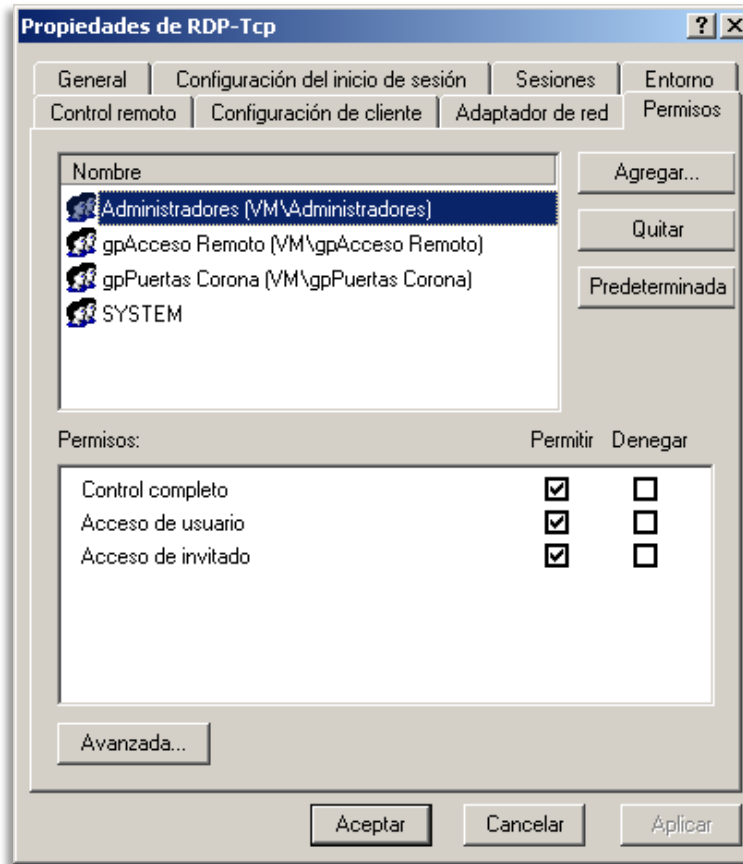 Propiedades de RDP-Tcp
General Configuración del inicio de sesión Sesiones Entorno
Control remoto Configuración de cliente Adaptador de red Permisos
Nombre
Administradores (VM\Administradores)
gpAcceso Remoto (VM\gpAcceso Remoto)
gpPuertas Corona (VM\gpPuertas Corona)
SYSTEM
Agregar...
Quitar
Predeterminada
Permisos: Permitir Denegar
Control completo
Acceso de usuario
Acceso de invitado
Avanzada...
Aceptar Cancelar Aplicar